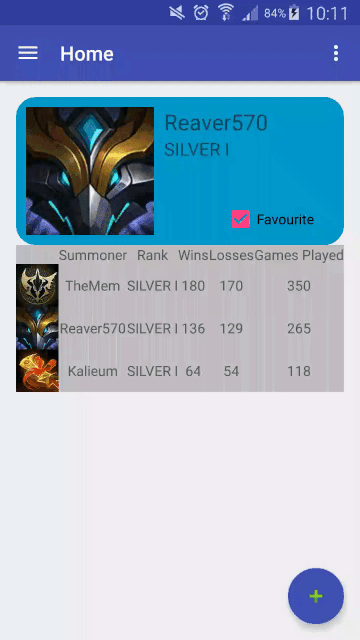 84% 10:11
Home
Reaver570
SILVER I
Favourite
Summoner Rank Wins Losses Games Played
TheMem SILVER I 180 170 350
Reaver570 SILVER I 136 129 265
Kalieum SILVER I 64 54 118
+